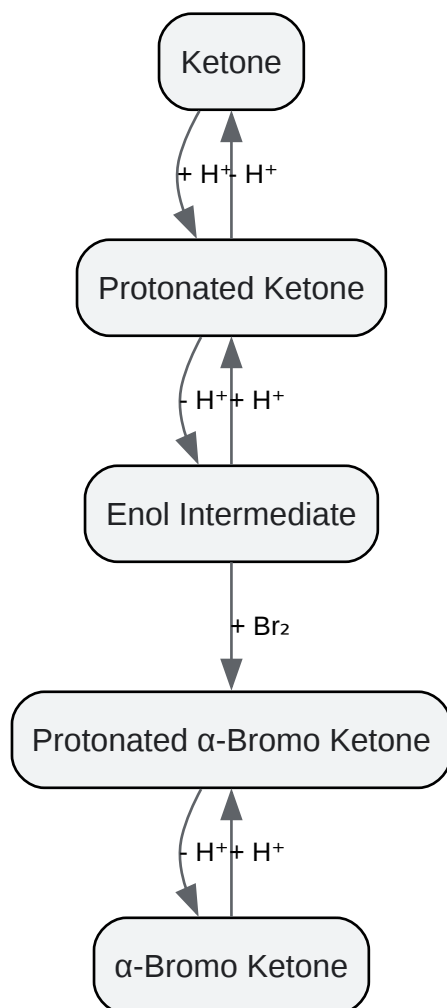 Ketone
+ H⁺
- H⁺
Protonated Ketone
- H⁺
+ H⁺
Enol Intermediate
+ Br₂
Protonated α-Bromo Ketone
- H⁺
+ H⁺
α-Bromo Ketone